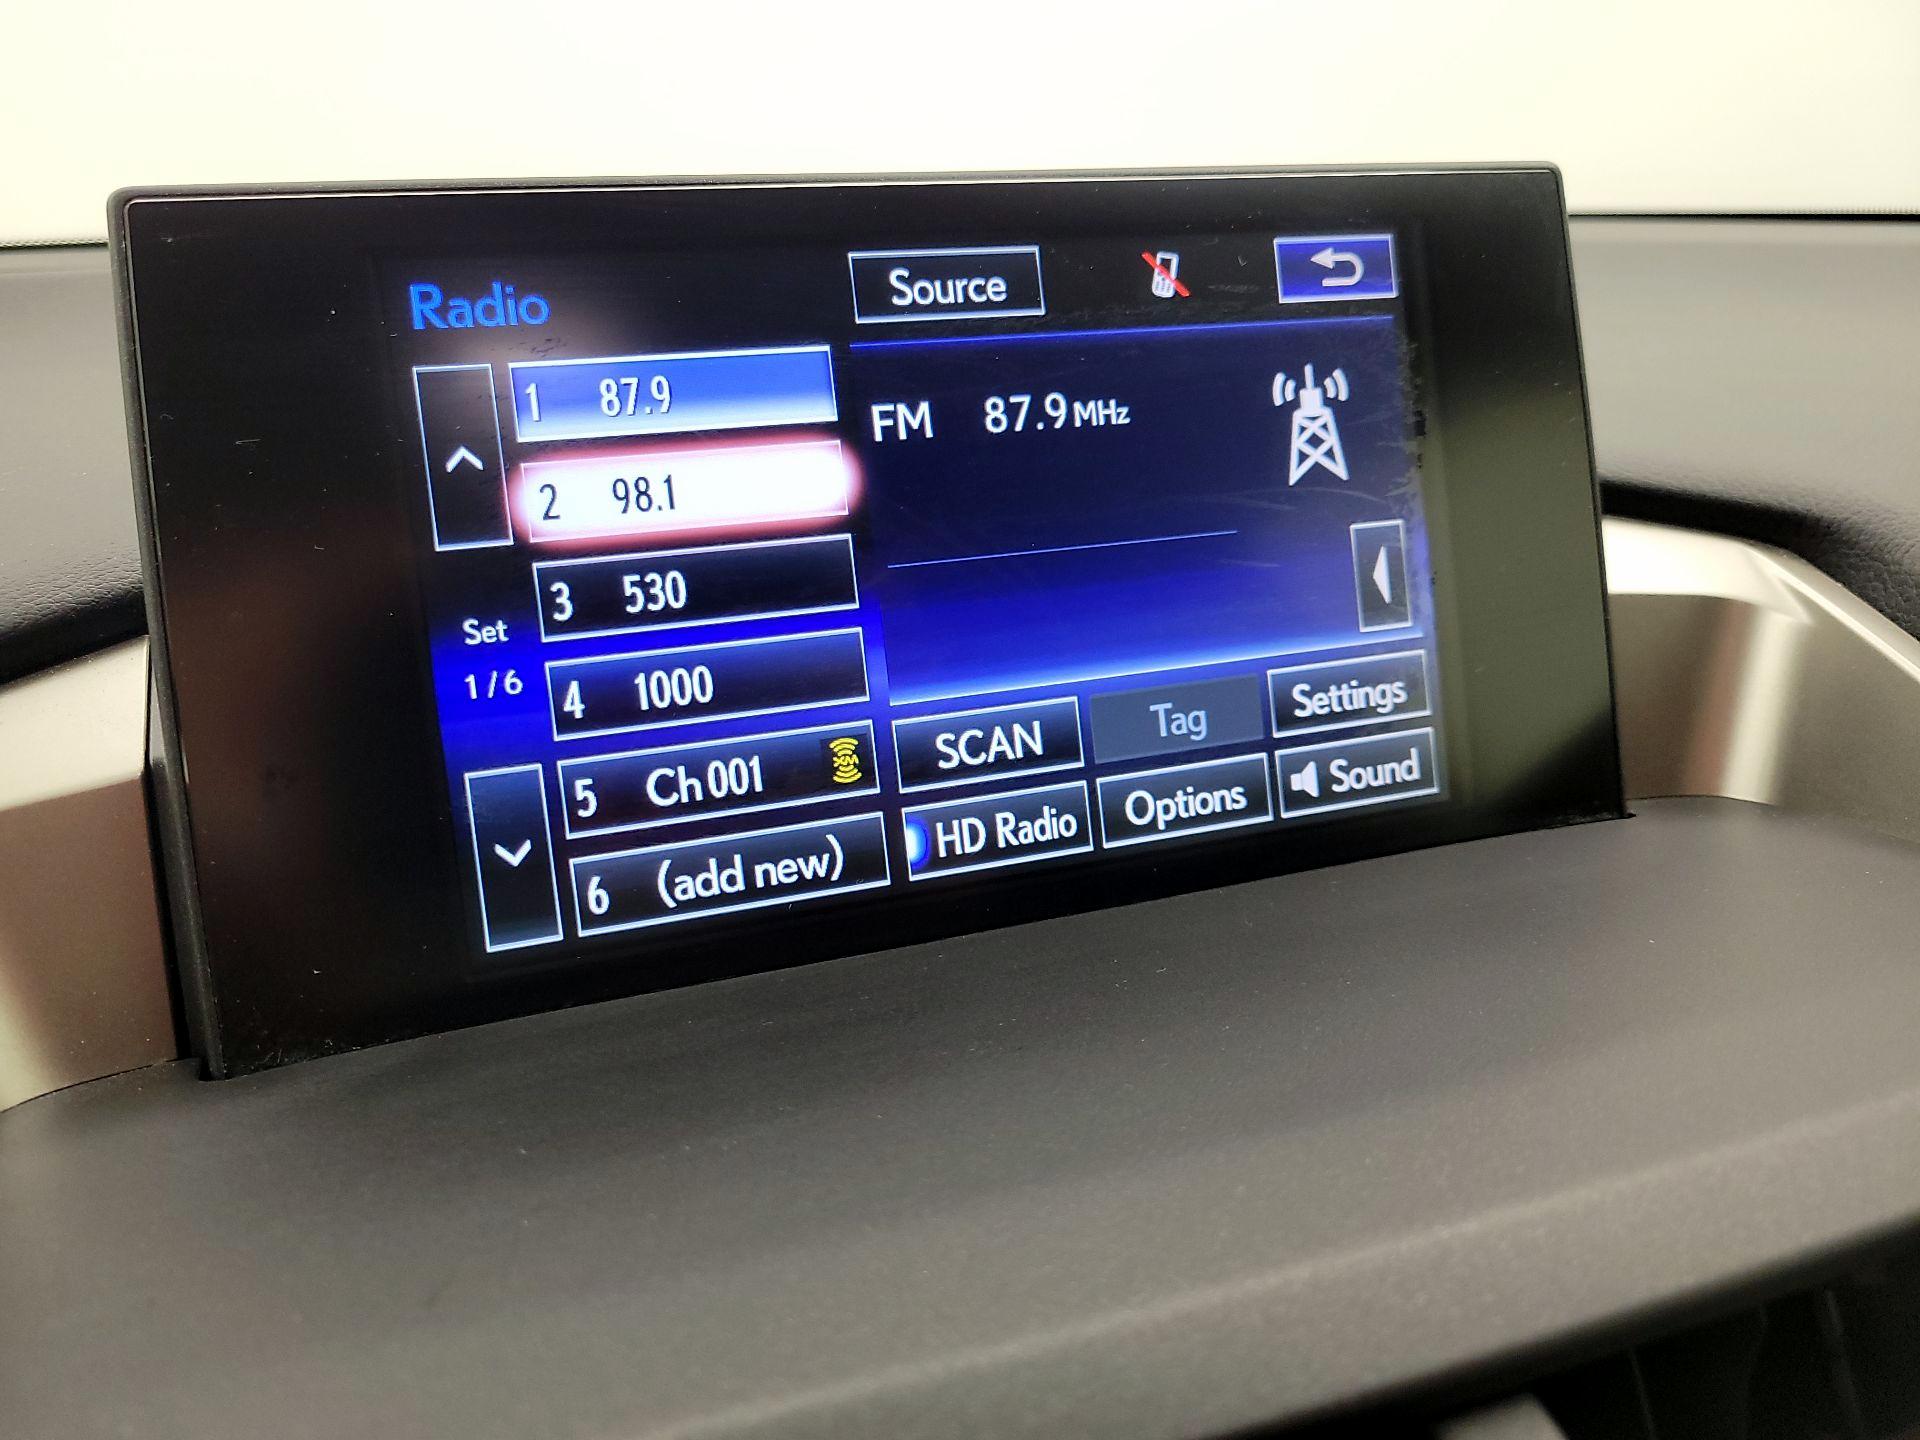 Radio
Source
1 87.9
2 98.1
3 530
4 1000
5 Ch001 XM
6 (add new)
Set
1/6
FM 87.9 MHz
SCAN
Tag
Settings
HD Radio
Options
Sound